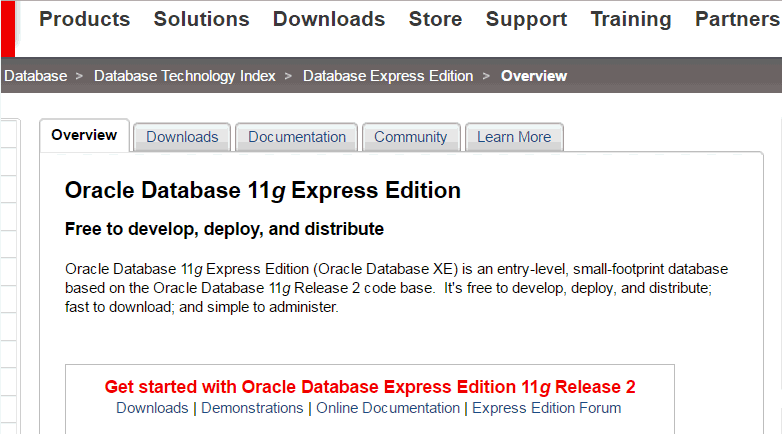 Products Solutions Downloads Store Support Training Partners
Database > Database Technology Index > Database Express Edition > Overview
Overview Downloads Documentation Community Learn More
Oracle Database 11g Express Edition
Free to develop, deploy, and distribute
Oracle Database 11g Express Edition (Oracle Database XE) is an entry-level, small-footprint database
based on the Oracle Database 11g Release 2 code base. It's free to develop, deploy, and distribute;
fast to download; and simple to administer.
Get started with Oracle Database Express Edition 11g Release 2
Downloads | Demonstrations | Online Documentation | Express Edition Forum